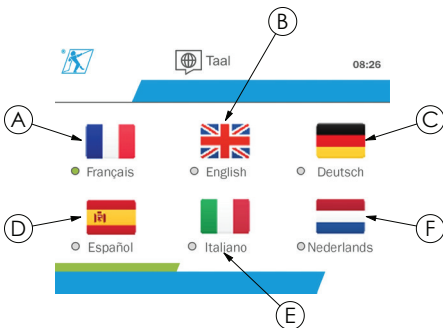 B
Taal
08:26
A
C
Français
English
Deutsch
D
F
Español
Italiano
Nederlands
E